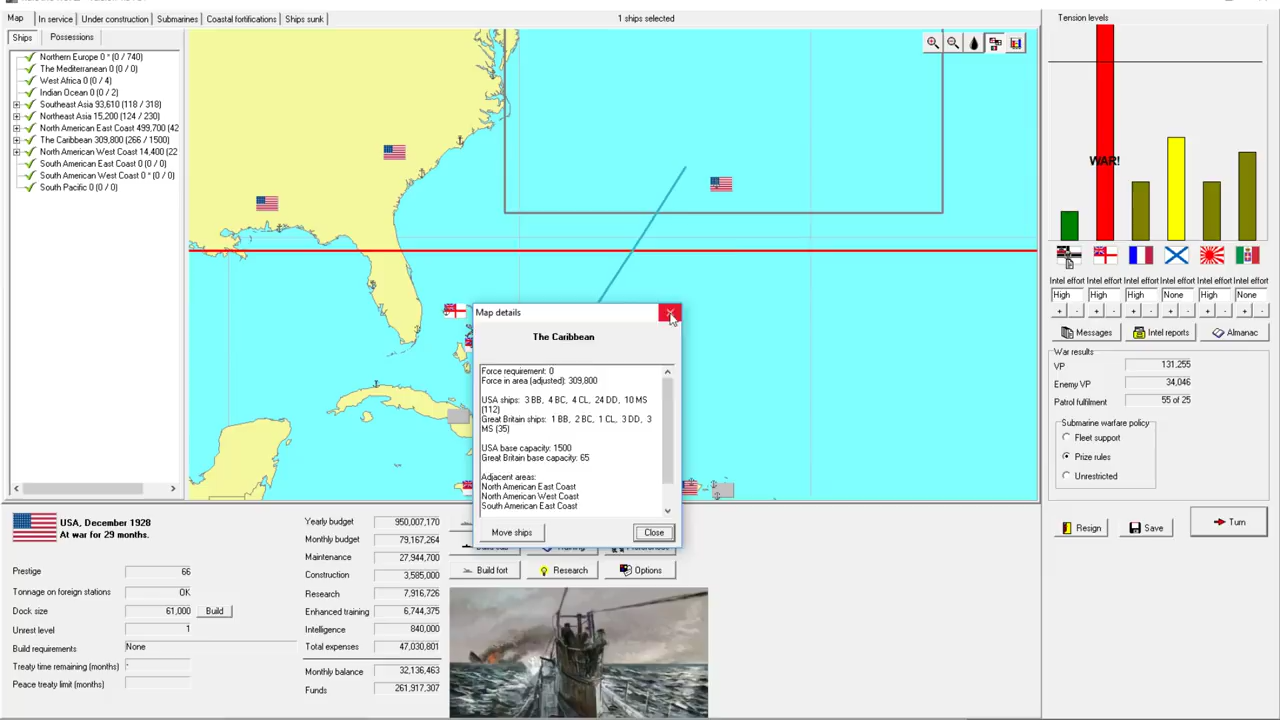 Map
In service
Under construction
Submarines
Coastal fortifications
Ships sunk
1 ships selected
Ships
Possessions
Northern Europe 0 * (0 / 740)
The Mediterranean 0 (0 / 0)
West Africa 0 (0 / 4)
Indian Ocean 0 (0 / 2)
Southeast Asia 93,610 (118 / 318)
Northeast Asia 15,200 (124 / 230)
North American East Coast 499,700 (42
The Caribbean 309,800 (266 / 1500)
North American West Coast 14,400 (22
South American East Coast 0 (0 / 0)
South American West Coast 0 * (0 / 0)
South Pacific 0 (0 / 0)
Map details
The Caribbean
Force requirement: 0
Force in area (adjusted): 309,800
USA ships: 3 BB, 4 BC, 4 CL, 24 DD, 10 MS
(112)
Great Britain ships: 1 BB, 2 BC, 1 CL, 3 DD, 3
MS (35)
USA base capacity: 1500
Great Britain base capacity: 65
Adjacent areas:
North American East Coast
North American West Coast
South American East Coast
Move ships
Close
Tension levels
WAR!
Intel effort
Intel effort
Intel effort
Intel effort
Intel effort
Intel effort
High
High
High
None
High
None
+ - + - + - + - + - + -
Messages
Intel reports
Almanac
War results
VP 131,255
Enemy VP 34,046
Patrol fulfilment 55 of 25
Submarine warfare policy
Fleet support
Prize rules
Unrestricted
Resign
Save
Turn
USA, December 1928
At war for 29 months.
Prestige 66
Tonnage on foreign stations OK
Dock size 61,000 Build
Unrest level 1
Build requirements None
Treaty time remaining (months) -
Peace treaty limit (months)
Yearly budget 950,007,170
Monthly budget 79,167,264
Maintenance 27,944,700
Construction 3,585,000
Research 7,916,726
Enhanced training 6,744,375
Intelligence 840,000
Total expenses 47,030,801
Monthly balance 32,136,463
Funds 261,917,307
Build fort
Research
Options